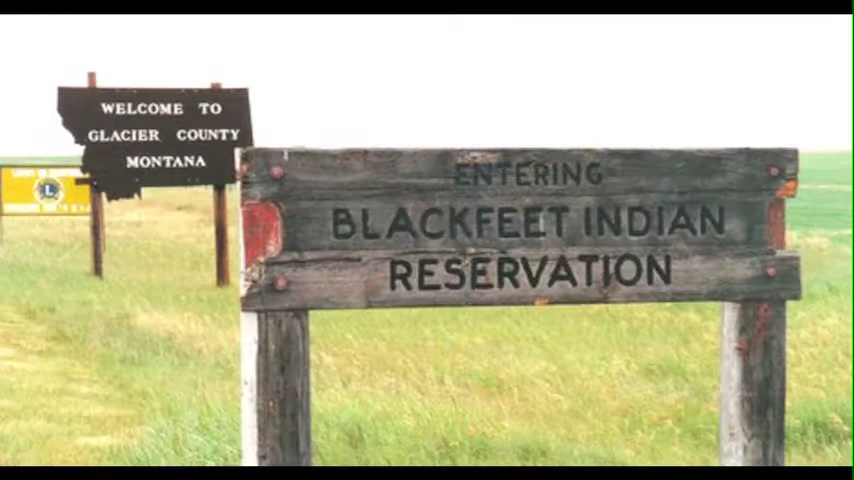 WELCOME TO
GLACIER COUNTY
MONTANA
L
ENTERING
BLACKFEET INDIAN
RESERVATION